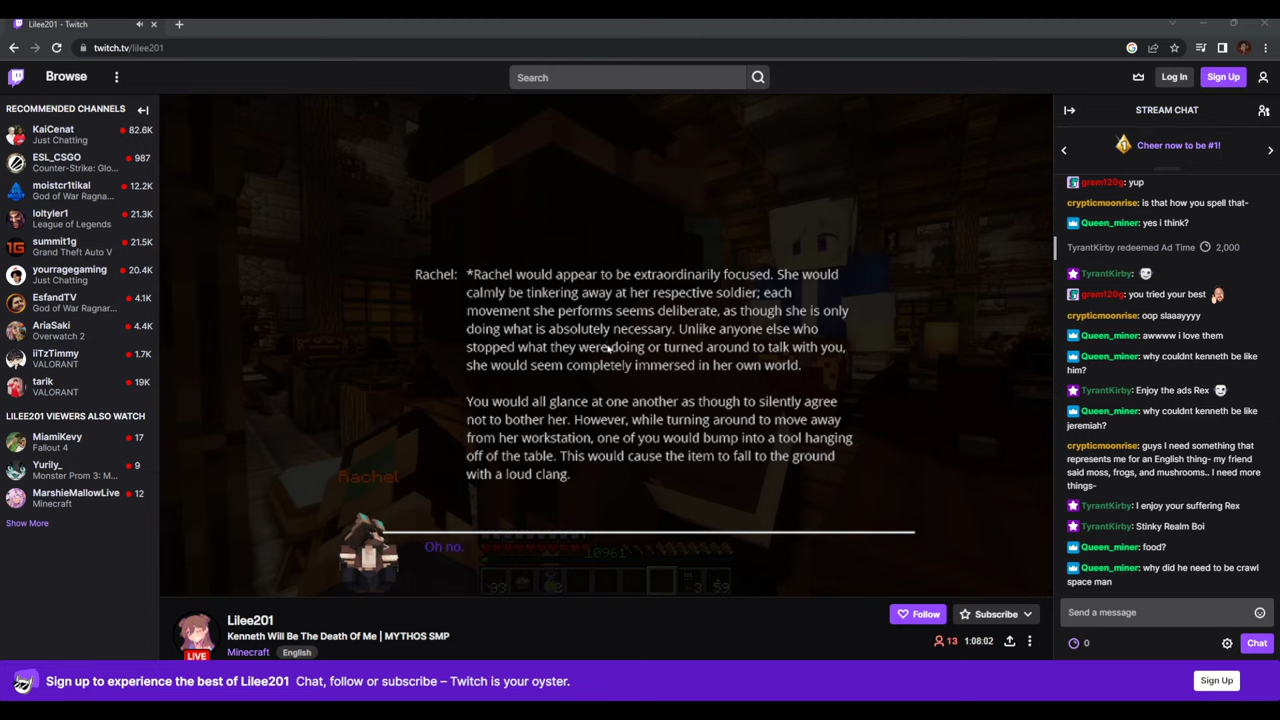 Lilee201 - Twitch
twitch.tv/lilee201
Browse
Search
Log In
Sign Up
RECOMMENDED CHANNELS
KaiCenat
82.6K
Just Chatting
ESL_CSGO
987
Counter-Strike: Glo...
moistcr1tikal
12.2K
God of War Ragna...
loltyler1
21.3K
League of Legends
summit1g
21.5K
Grand Theft Auto V
yourragegaming
20.4K
Just Chatting
EsfandTV
4.1K
God of War Ragna...
AriaSaki
4.4K
Overwatch 2
iiTzTimmy
1.7K
VALORANT
tarik
19K
VALORANT
LILEE201 VIEWERS ALSO WATCH
MiamiKevy
17
Fallout 4
Yurily_
9
Monster Prom 3: M...
MarshieMallowLive
12
Minecraft
Show More
Rachel: *Rachel would appear to be extraordinarily focused. She would
calmly be tinkering away at her respective soldier; each
movement she performs seems deliberate, as though she is only
doing what is absolutely necessary. Unlike anyone else who
stopped what they were doing or turned around to talk with you,
she would seem completely immersed in her own world.
You would all glance at one another as though to silently agree
not to bother her. However, while turning around to move away
from her workstation, one of you would bump into a tool hanging
off of the table. This would cause the item to fall to the ground
with a loud clang.
Rachel
Oh no.
10961
33
2
3
59
LIVE
Lilee201
Kenneth Will Be The Death Of Me | MYTHOS SMP
Minecraft
English
Follow
Subscribe
13
1:08:02
STREAM CHAT
1
Cheer now to be #1!
gram120g: yup
crypticmoonrise: is that how you spell that-
Queen_miner: yes i think?
TyrantKirby redeemed Ad Time 2,000
TyrantKirby:
gram120g: you tried your best
crypticmoonrise: oop slaaayyyy
Queen_miner: awwww i love them
Queen_miner: why couldnt kenneth be like
him?
TyrantKirby: Enjoy the ads Rex
Queen_miner: why couldnt kenneth be like
jeremiah?
crypticmoonrise: guys I need something that
represents me for an English thing- my friend
said moss, frogs, and mushrooms.. I need more
things-
TyrantKirby: I enjoy your suffering Rex
TyrantKirby: Stinky Realm Boi
Queen_miner: food?
Queen_miner: why did he need to be crawl
space man
Send a message
0
Chat
Sign up to experience the best of Lilee201 Chat, follow or subscribe – Twitch is your oyster.
Sign Up